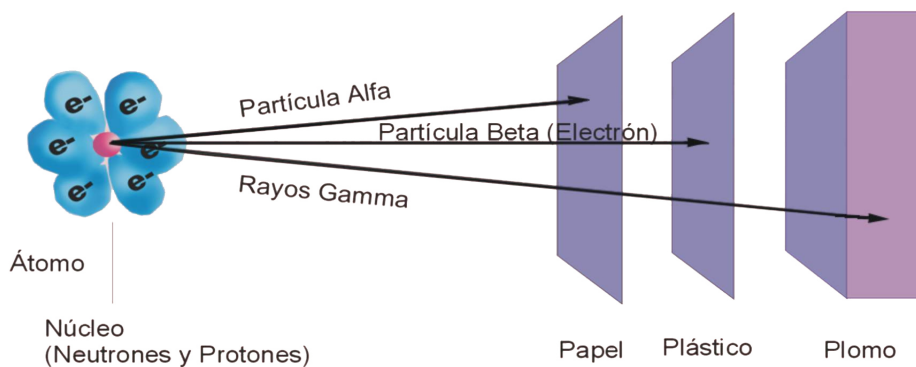 e-
e-
e-
e-
e-
e-
Partícula Alfa
Partícula Beta (Electrón)
Rayos Gamma
Átomo
Núcleo
(Neutrones y Protones)
Papel
Plástico
Plomo